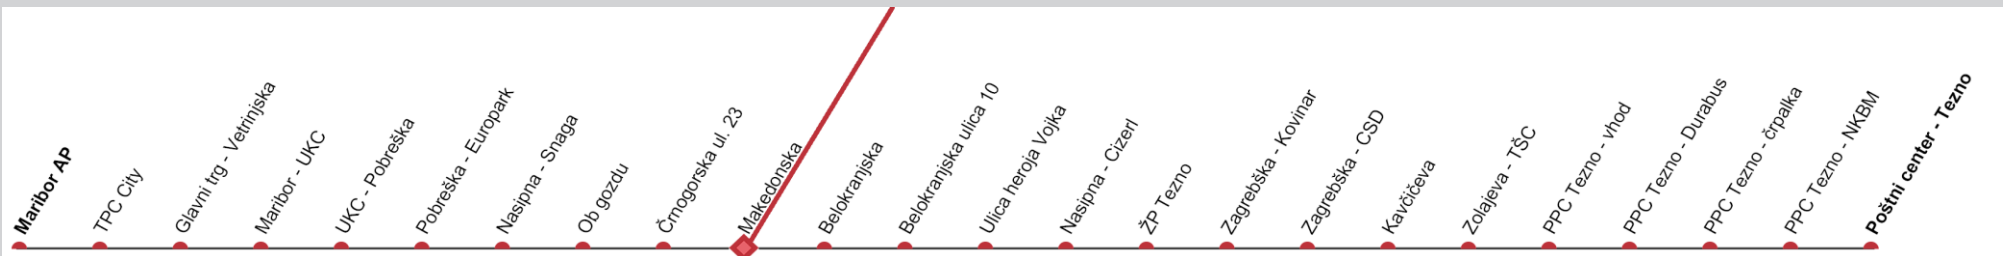 Maribor AP
TPC City
Glavni trg - Vetrinjska
Maribor - UKC
UKC - Pobreška
Pobreška - Europark
Nasipna - Snaga
Ob gozdu
Črnogorska ul. 23
Makedonska
Belokranjska
Belokranjska ulica 10
Ulica heroja Vojka
Nasipna - Cizerl
ŽP Tezno
Zagrebška - Kovinar
Zagrebška - CSD
Kavčičeva
Zolajeva - TŠC
PPC Tezno - vhod
PPC Tezno - Durabus
PPC Tezno - črpalka
PPC Tezno - NKBM
Poštni center - Tezno